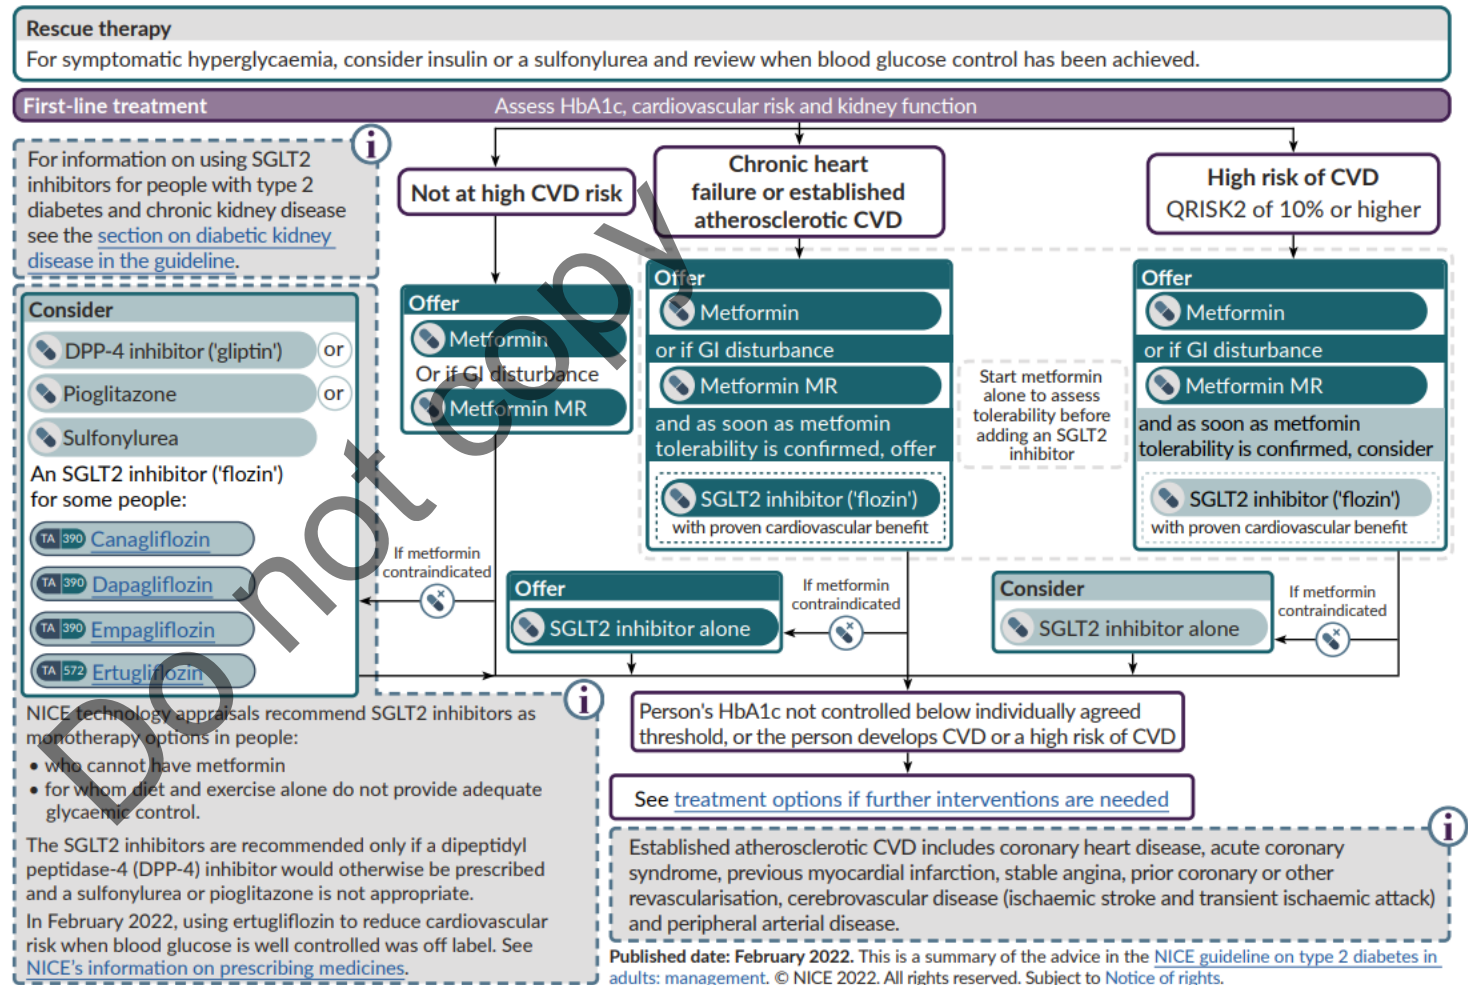 Rescue therapy
For symptomatic hyperglycaemia, consider insulin or a sulfonylurea and review when blood glucose control has been achieved.
First-line treatment
Assess HbA1c, cardiovascular risk and kidney function
i
For information on using SGLT2
inhibitors for people with type 2
diabetes and chronic kidney disease
see the section on diabetic kidney
disease in the guideline.
Not at high CVD risk
Chronic heart
failure or established
atherosclerotic CVD
High risk of CVD
QRISK2 of 10% or higher
Consider
DPP-4 inhibitor ('gliptin')
or
Pioglitazone
or
Sulfonylurea
An SGLT2 inhibitor ('flozin')
for some people:
TA 390 Canagliflozin
TA 390 Dapagliflozin
TA 390 Empagliflozin
TA 572 Ertugliflozin
Offer
Metformin
Or if GI disturbance
Metformin MR
If metformin
contraindicated
Offer
Metformin
or if GI disturbance
Metformin MR
and as soon as metfomin
tolerability is confirmed, offer
SGLT2 inhibitor ('flozin')
with proven cardiovascular benefit
Start metformin
alone to assess
tolerability before
adding an SGLT2
inhibitor
Offer
Metformin
or if GI disturbance
Metformin MR
and as soon as metfomin
tolerability is confirmed, consider
SGLT2 inhibitor ('flozin')
with proven cardiovascular benefit
Offer
SGLT2 inhibitor alone
If metformin
contraindicated
Consider
SGLT2 inhibitor alone
If metformin
contraindicated
i
NICE technology appraisals recommend SGLT2 inhibitors as
monotherapy options in people:
• who cannot have metformin
• for whom diet and exercise alone do not provide adequate
glycaemic control.
The SGLT2 inhibitors are recommended only if a dipeptidyl
peptidase-4 (DPP-4) inhibitor would otherwise be prescribed
and a sulfonylurea or pioglitazone is not appropriate.
In February 2022, using ertugliflozin to reduce cardiovascular
risk when blood glucose is well controlled was off label. See
NICE's information on prescribing medicines.
Person's HbA1c not controlled below individually agreed
threshold, or the person develops CVD or a high risk of CVD
See treatment options if further interventions are needed
i
Established atherosclerotic CVD includes coronary heart disease, acute coronary
syndrome, previous myocardial infarction, stable angina, prior coronary or other
revascularisation, cerebrovascular disease (ischaemic stroke and transient ischaemic attack)
and peripheral arterial disease.
Published date: February 2022. This is a summary of the advice in the NICE guideline on type 2 diabetes in
adults: management. © NICE 2022. All rights reserved. Subject to Notice of rights.
Do not copy